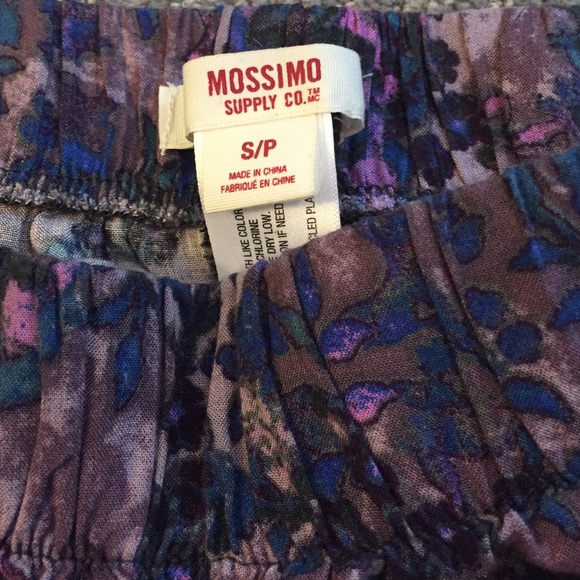 MOSSIMO
SUPPLY CO.™ MC
S/P
MADE IN CHINA
FABRIQUÉ EN CHINE
LIKE COLOR
CHLORINE
DRY LOW.
IF NEED